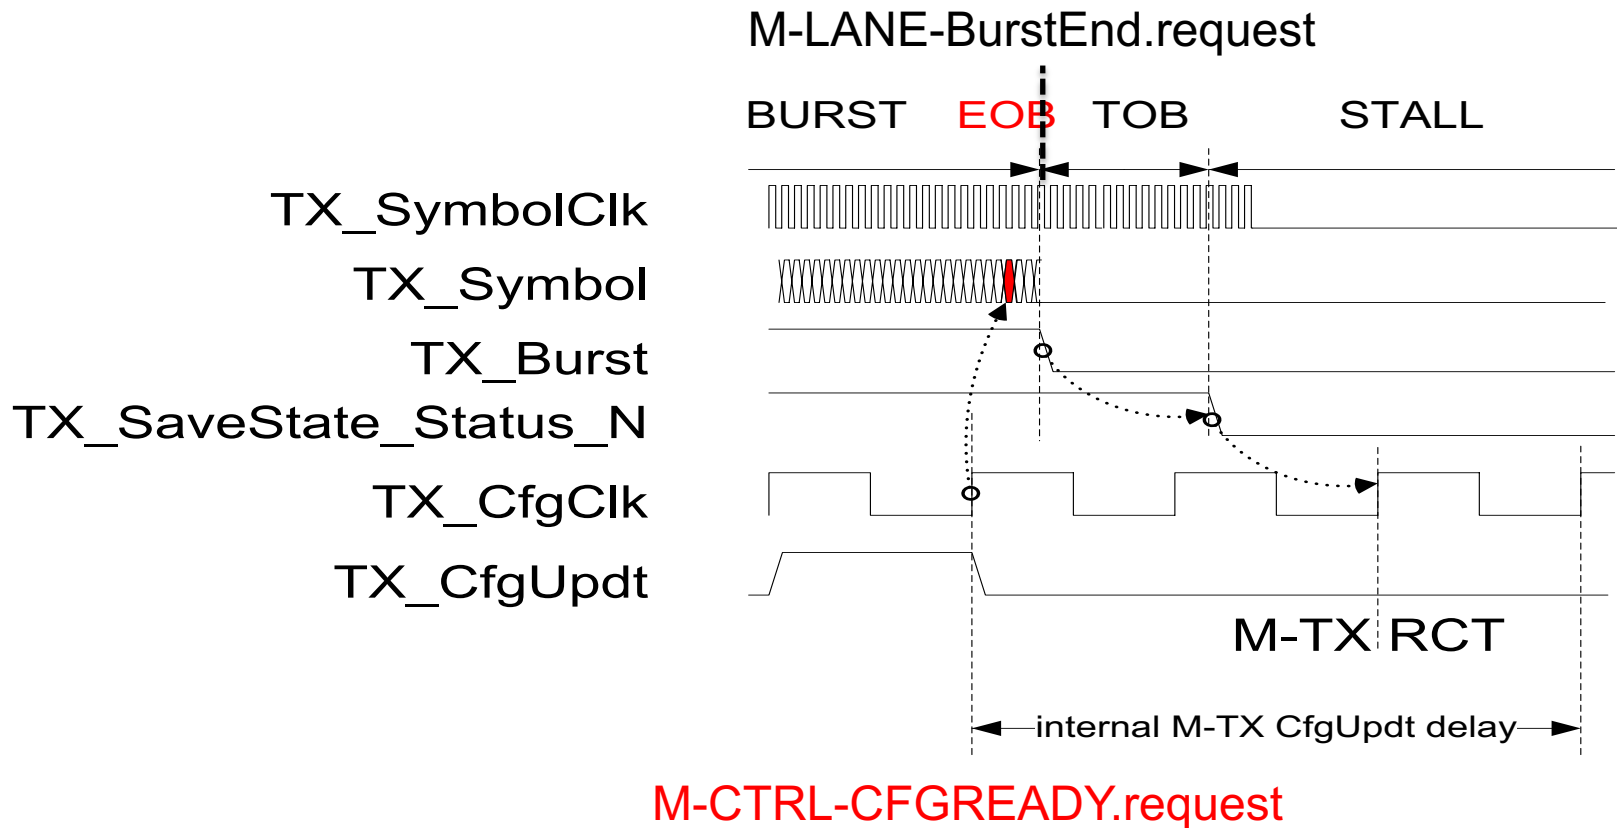 M-LANE-BurstEnd.request
BURST EOB TOB STALL
TX_SymbolClk
TX_Symbol
TX_Burst
TX_SaveState_Status_N
TX_CfgClk
TX_CfgUpdt
M-TX RCT
internal M-TX CfgUpdt delay
M-CTRL-CFGREADY.request